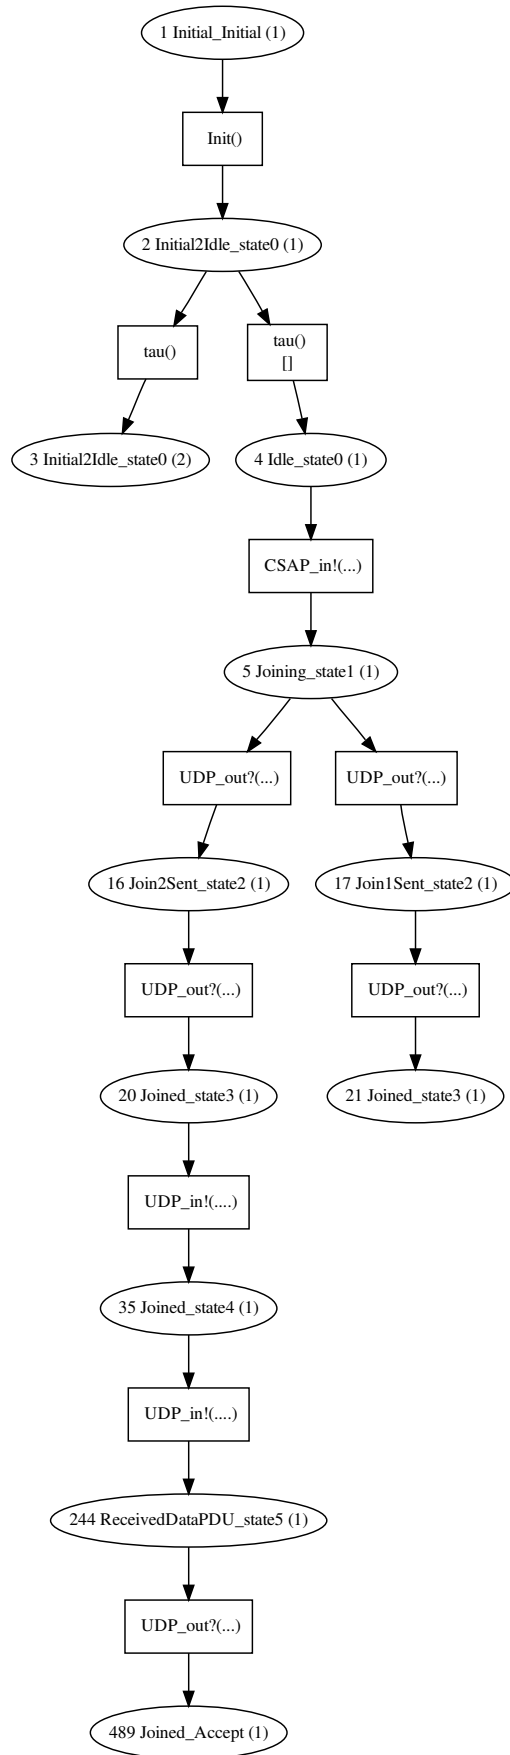 1 Initial_Initial (1)
Init()
2 Initial2Idle_state0 (1)
tau()
tau()
[]
3 Initial2Idle_state0 (2)
4 Idle_state0 (1)
CSAP_in!(...)
5 Joining_state1 (1)
UDP_out?(...)
UDP_out?(...)
16 Join2Sent_state2 (1)
17 Join1Sent_state2 (1)
UDP_out?(...)
UDP_out?(...)
20 Joined_state3 (1)
21 Joined_state3 (1)
UDP_in!(....)
35 Joined_state4 (1)
UDP_in!(....)
244 ReceivedDataPDU_state5 (1)
UDP_out?(...)
489 Joined_Accept (1)